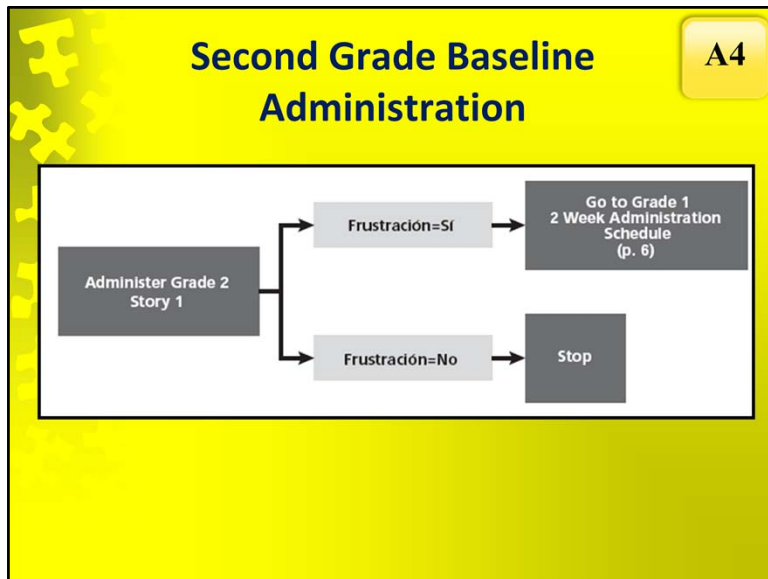 Second Grade Baseline
Administration
A4
Administer Grade 2
Story 1
Frustración=Sí
Go to Grade 1
2 Week Administration
Schedule
(p. 6)
Frustración=No
Stop